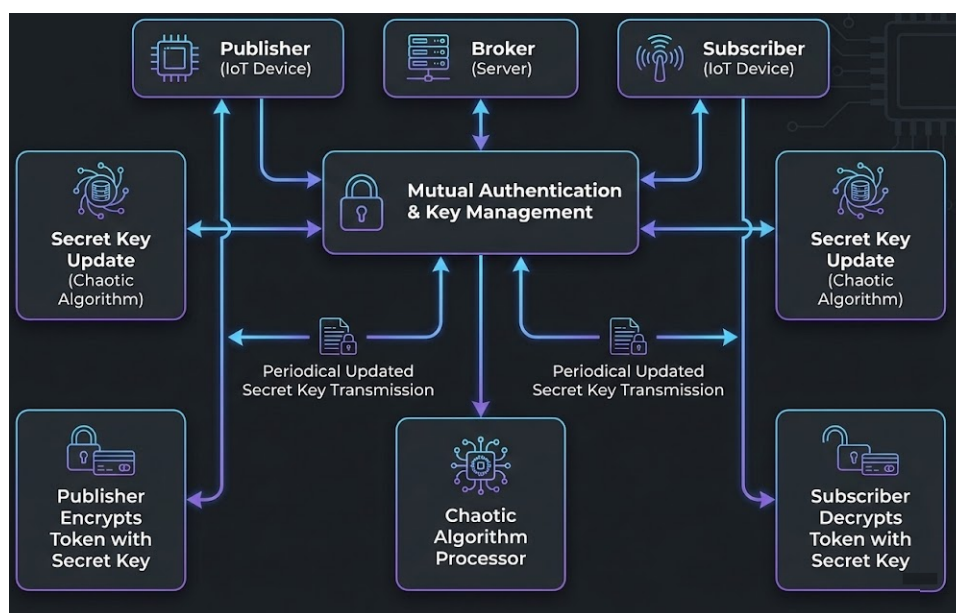 Publisher
(IoT Device)
Broker
(Server)
Subscriber
(IoT Device)
Mutual Authentication
& Key Management
Secret Key
Update
(Chaotic
Algorithm)
Secret Key
Update
(Chaotic
Algorithm)
Periodical Updated
Secret Key Transmission
Periodical Updated
Secret Key Transmission
Publisher
Encrypts
Token with
Secret Key
Chaotic
Algorithm
Processor
Subscriber
Decrypts
Token with
Secret Key